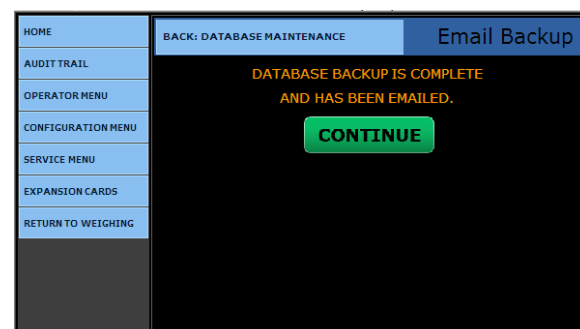 HOME
BACK: DATABASE MAINTENANCE
Email Backup
AUDIT TRAIL
OPERATOR MENU
CONFIGURATION MENU
SERVICE MENU
EXPANSION CARDS
RETURN TO WEIGHING
DATABASE BACKUP IS COMPLETE
AND HAS BEEN EMAILED.
CONTINUE